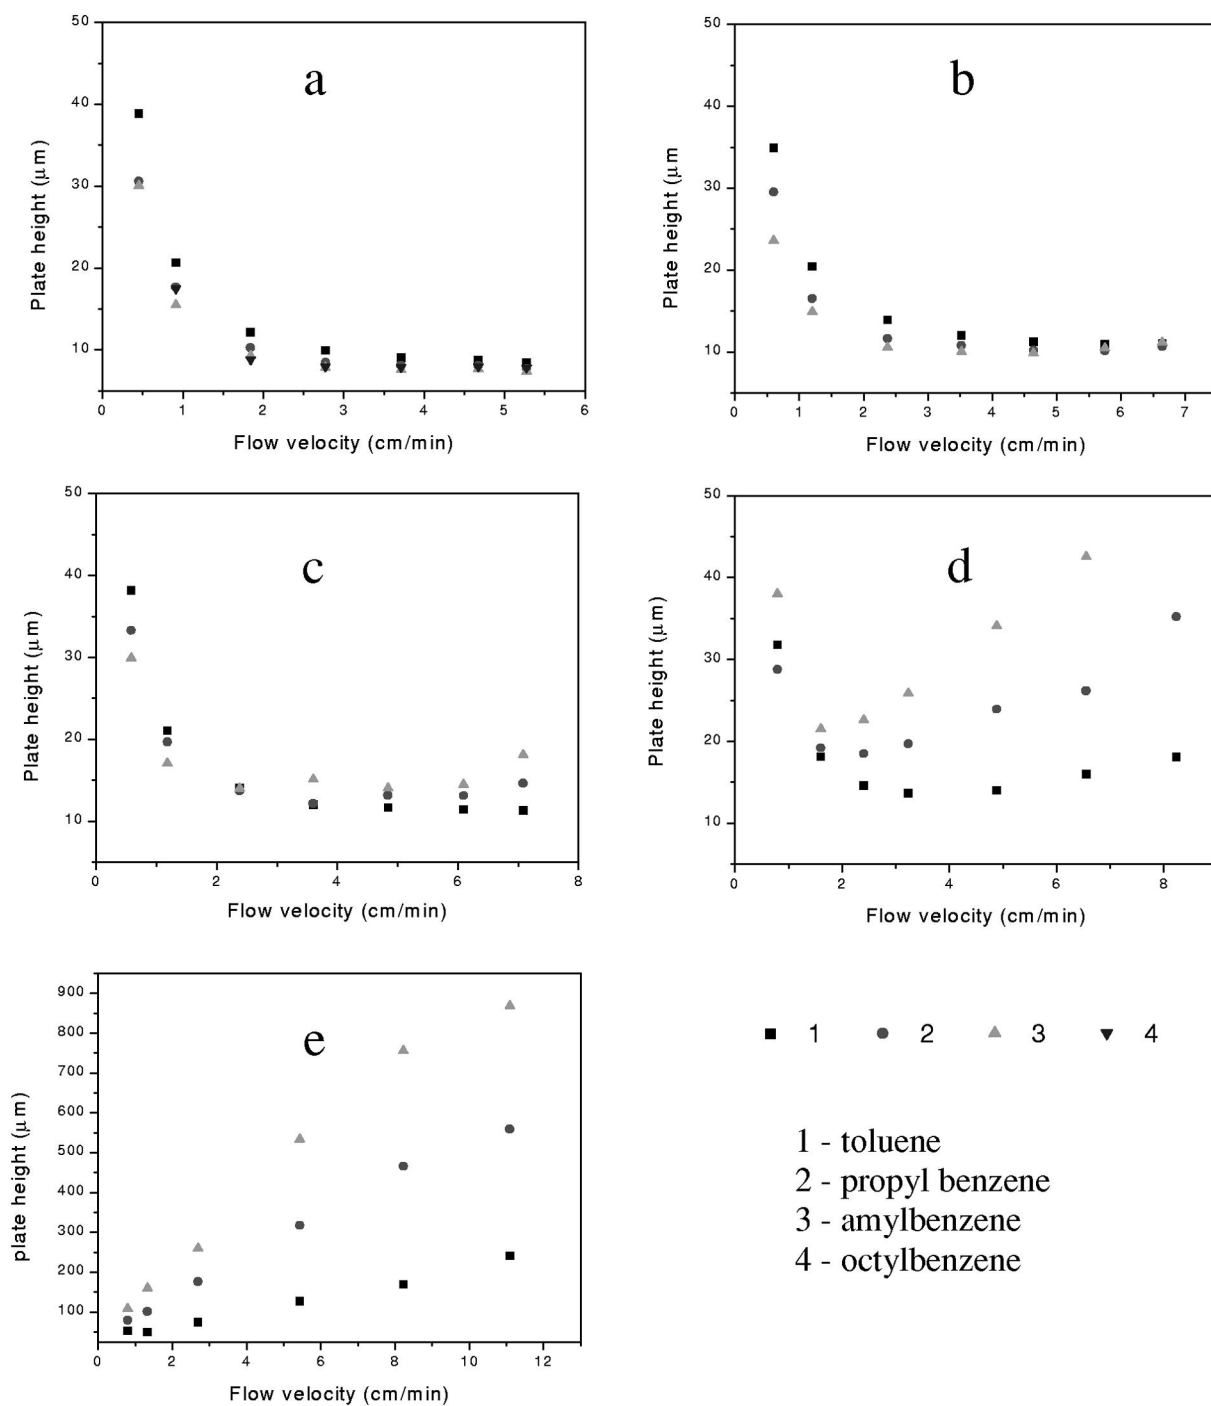 a
50
40
30
20
10
0 1 2 3 4 5 6
Plate height (μm)
Flow velocity (cm/min)
b
50
40
30
20
10
0 1 2 3 4 5 6 7
Plate height (μm
Flow velocity (cm/min)
c
50
40
30
20
10
0 2 4 6 8
Plate height (μm)
Flow velocity (cm/min)
d
50
40
30
20
10
0 2 4 6 8
Plate height (μm)
Flow velocity (cm/min)
e
900
800
700
600
500
400
300
200
100
0 2 4 6 8 10 12
plate height (μm)
Flow velocity (cm/min)
1 2 3 4
1 - toluene
2 - propyl benzene
3 - amylbenzene
4 - octylbenzene